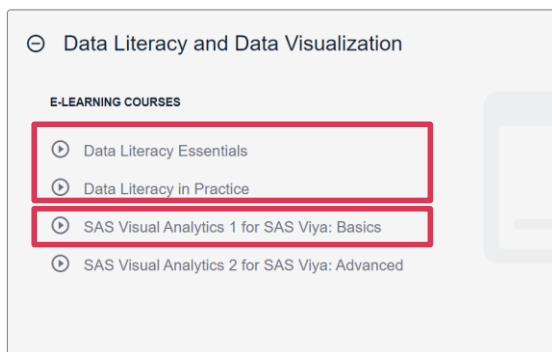 Data Literacy and Data Visualization
E-LEARNING COURSES
Data Literacy Essentials
Data Literacy in Practice
SAS Visual Analytics 1 for SAS Viya: Basics
SAS Visual Analytics 2 for SAS Viya: Advanced